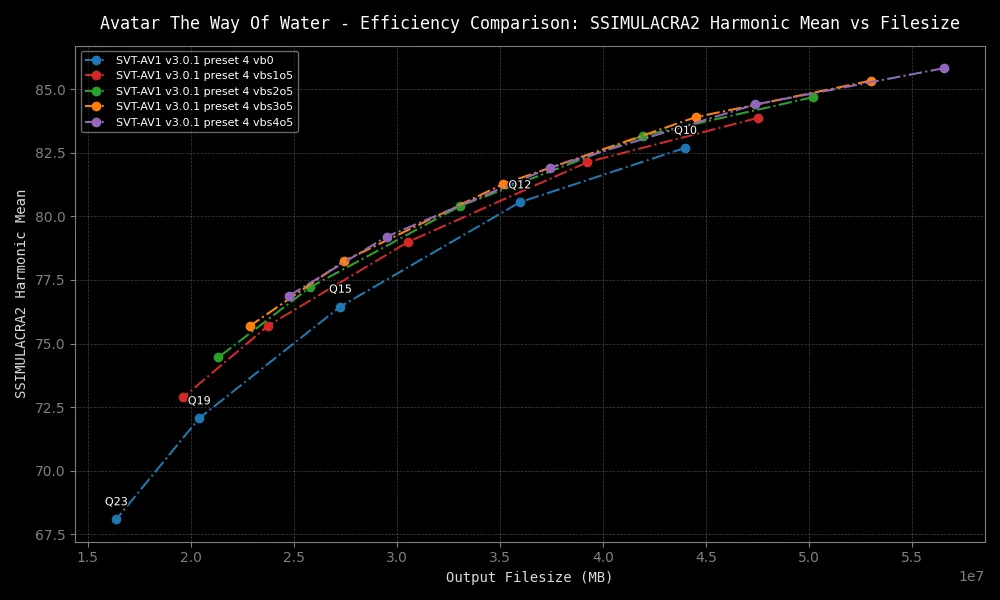 Avatar The Way Of Water - Efficiency Comparison: SSIMULACRA2 Harmonic Mean vs Filesize
SVT-AV1 v3.0.1 preset 4 vb0
SVT-AV1 v3.0.1 preset 4 vbs1o5
SVT-AV1 v3.0.1 preset 4 vbs2o5
SVT-AV1 v3.0.1 preset 4 vbs3o5
SVT-AV1 v3.0.1 preset 4 vbs4o5
SSIMULACRA2 Harmonic Mean
85.0
82.5
80.0
77.5
75.0
72.5
70.0
67.5
Q10
Q12
Q15
Q19
Q23
1.5 2.0 2.5 3.0 3.5 4.0 4.5 5.0 5.5
1e7
Output Filesize (MB)